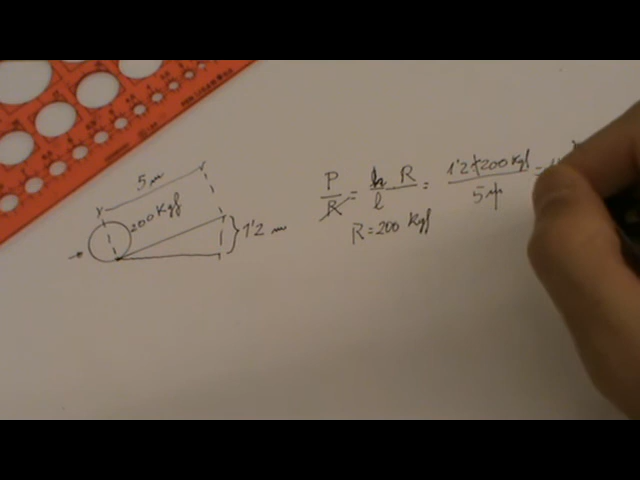 5 m
200 Kgf
1'2 m
P/R = h R/l = 1'2 * 200 Kgf/5 m =
R = 200 Kgf